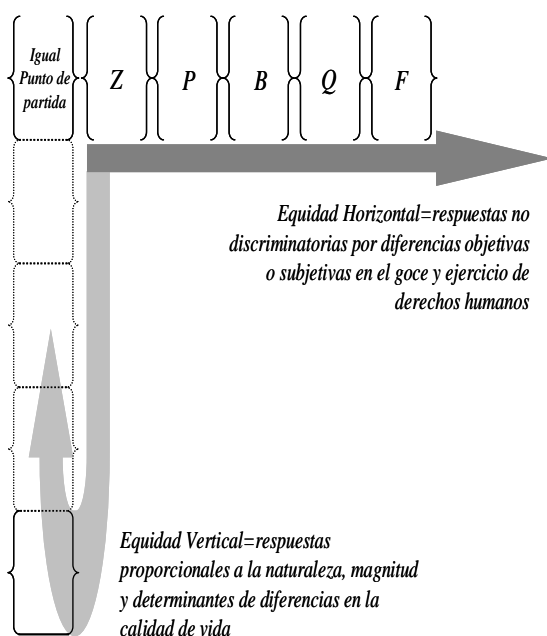 Igual
Punto de
partida
Z P B Q F
Equidad Horizontal=respuestas no
discriminatorias por diferencias objetivas
o subjetivas en el goce y ejercicio de
derechos humanos
Equidad Vertical=respuestas
proporcionales a la naturaleza, magnitud
y determinantes de diferencias en la
calidad de vida